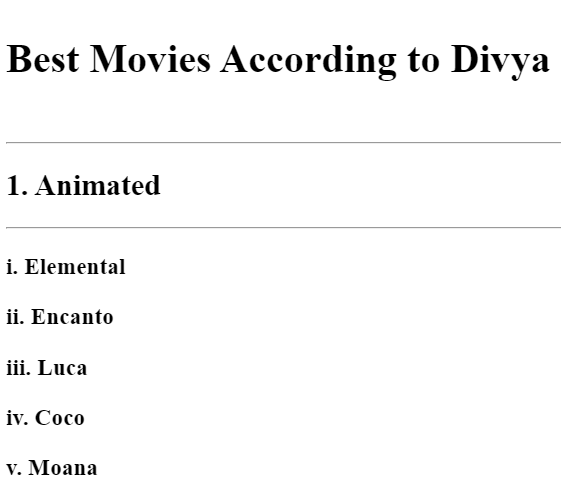 Best Movies According to Divya
1. Animated
i. Elemental
ii. Encanto
iii. Luca
iv. Coco
v. Moana